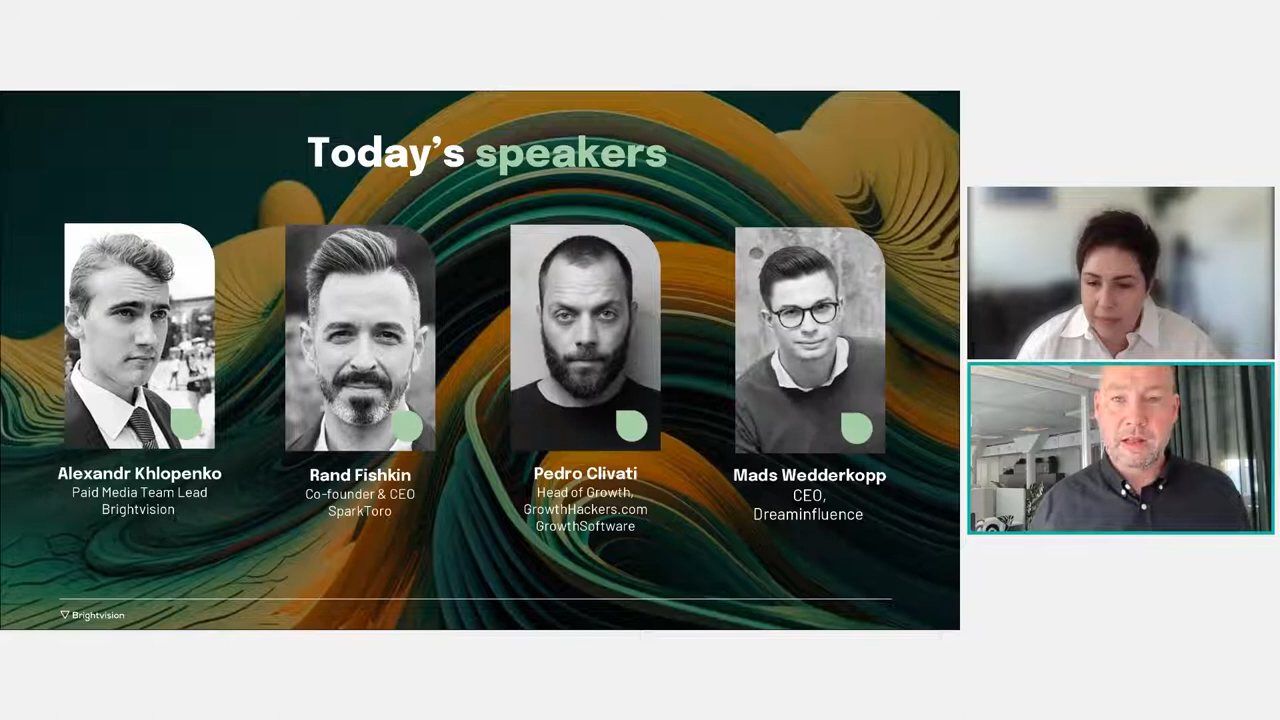 Today's speakers
Alexandr Khlopenko
Paid Media Team Lead
Brightvision
Rand Fishkin
Co-founder & CEO
SparkToro
Pedro Clivati
Head of Growth,
GrowthHackers.com
GrowthSoftware
Mads Wedderkopp
CEO,
Dreaminfluence
Brightvision